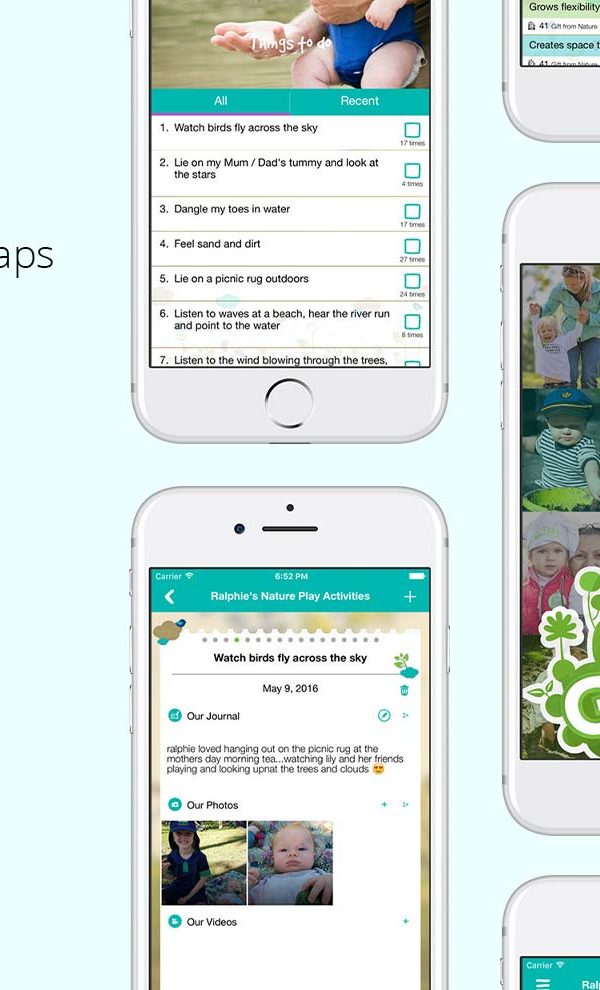 Things to do
All
Recent
1. Watch birds fly across the sky
17 times
2. Lie on my Mum / Dad's tummy and look at
the stars
4 times
3. Dangle my toes in water
17 times
4. Feel sand and dirt
27 times
5. Lie on a picnic rug outdoors
24 times
6. Listen to waves at a beach, hear the river run
and point to the water
8 times
7. Listen to the wind blowing through the trees,
aps
Carrier
6:52 PM
Ralphie's Nature Play Activities
Watch birds fly across the sky
May 9, 2016
Our Journal
ralphie loved hanging out on the picnic rug at the
mothers day morning tea...watching lily and her friends
playing and looking upnat the trees and clouds 😍
Our Photos
Our Videos
Grows flexibility
41 Gift from Nature
Creates space t
41 Gift from Nature
Carrier
Ral